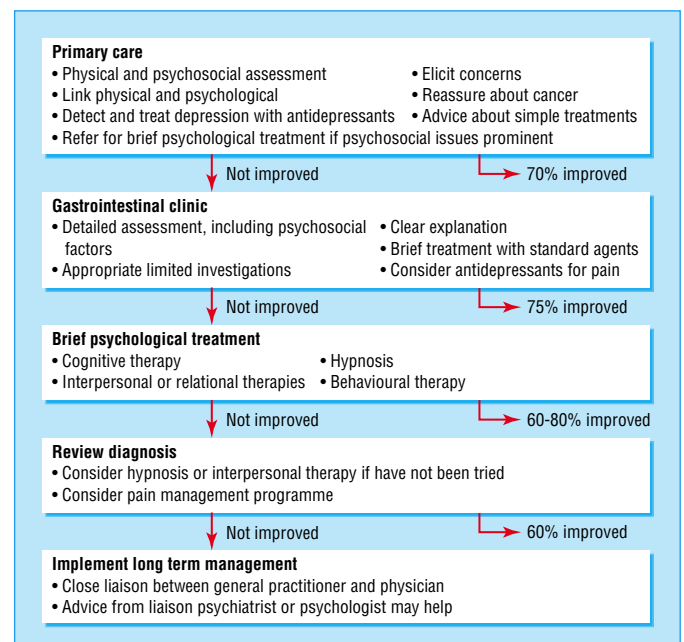 Primary care
• Physical and psychosocial assessment
• Link physical and psychological
• Detect and treat depression with antidepressants
• Elicit concerns
• Reassure about cancer
• Advice about simple treatments
• Refer for brief psychological treatment if psychosocial issues prominent
Not improved
70% improved
Gastrointestinal clinic
• Detailed assessment, including psychosocial
factors
• Appropriate limited investigations
• Clear explanation
• Brief treatment with standard agents
• Consider antidepressants for pain
Not improved
75% improved
Brief psychological treatment
• Cognitive therapy
• Interpersonal or relational therapies
• Hypnosis
• Behavioural therapy
Not improved
60-80% improved
Review diagnosis
• Consider hypnosis or interpersonal therapy if have not been tried
• Consider pain management programme
Not improved
60% improved
Implement long term management
• Close liaison between general practitioner and physician
• Advice from liaison psychiatrist or psychologist may help